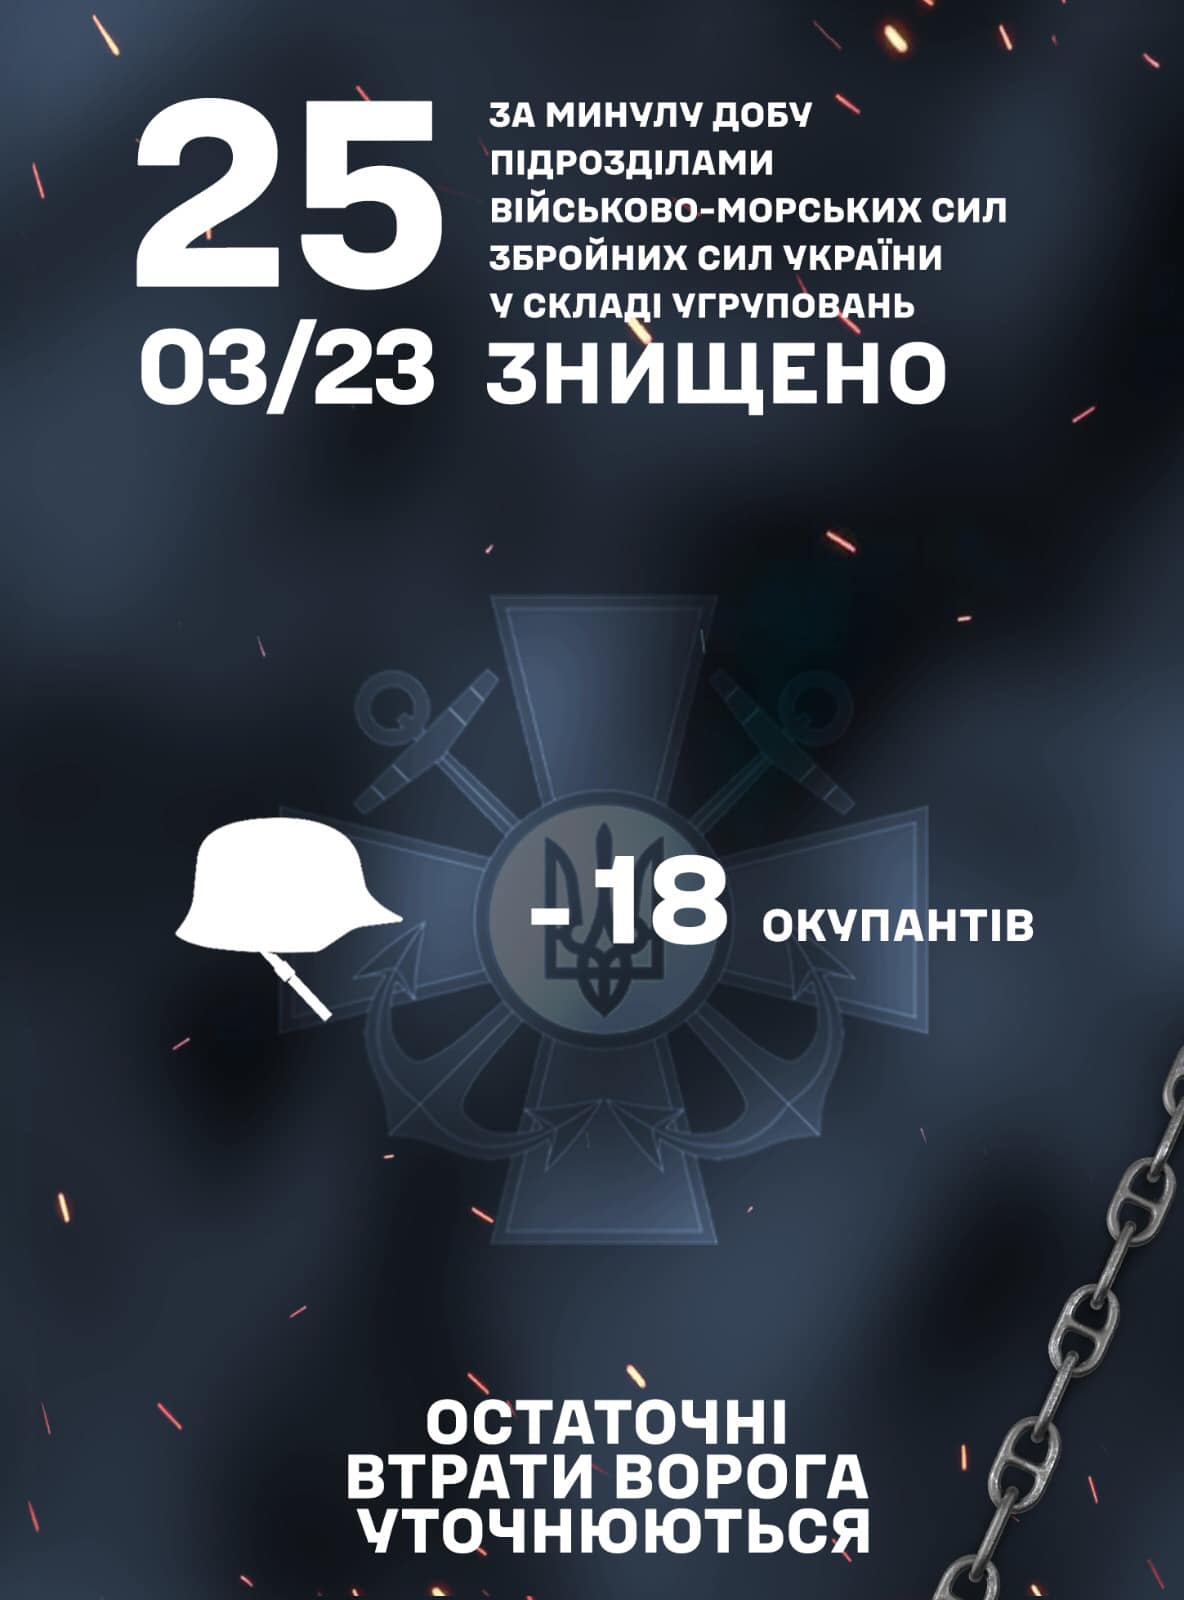 25
03/23
ЗА МИНУЛУ ДОБУ
ПІДРОЗДІЛАМИ
ВІЙСЬКОВО-МОРСЬКИХ СИЛ
ЗБРОЙНИХ СИЛ УКРАЇНИ
У СКЛАДІ УГРУПОВАНЬ
ЗНИЩЕНО
-18 ОКУПАНТІВ
ОСТАТОЧНІ
ВТРАТИ ВОРОГА
УТОЧНЮЮТЬСЯ